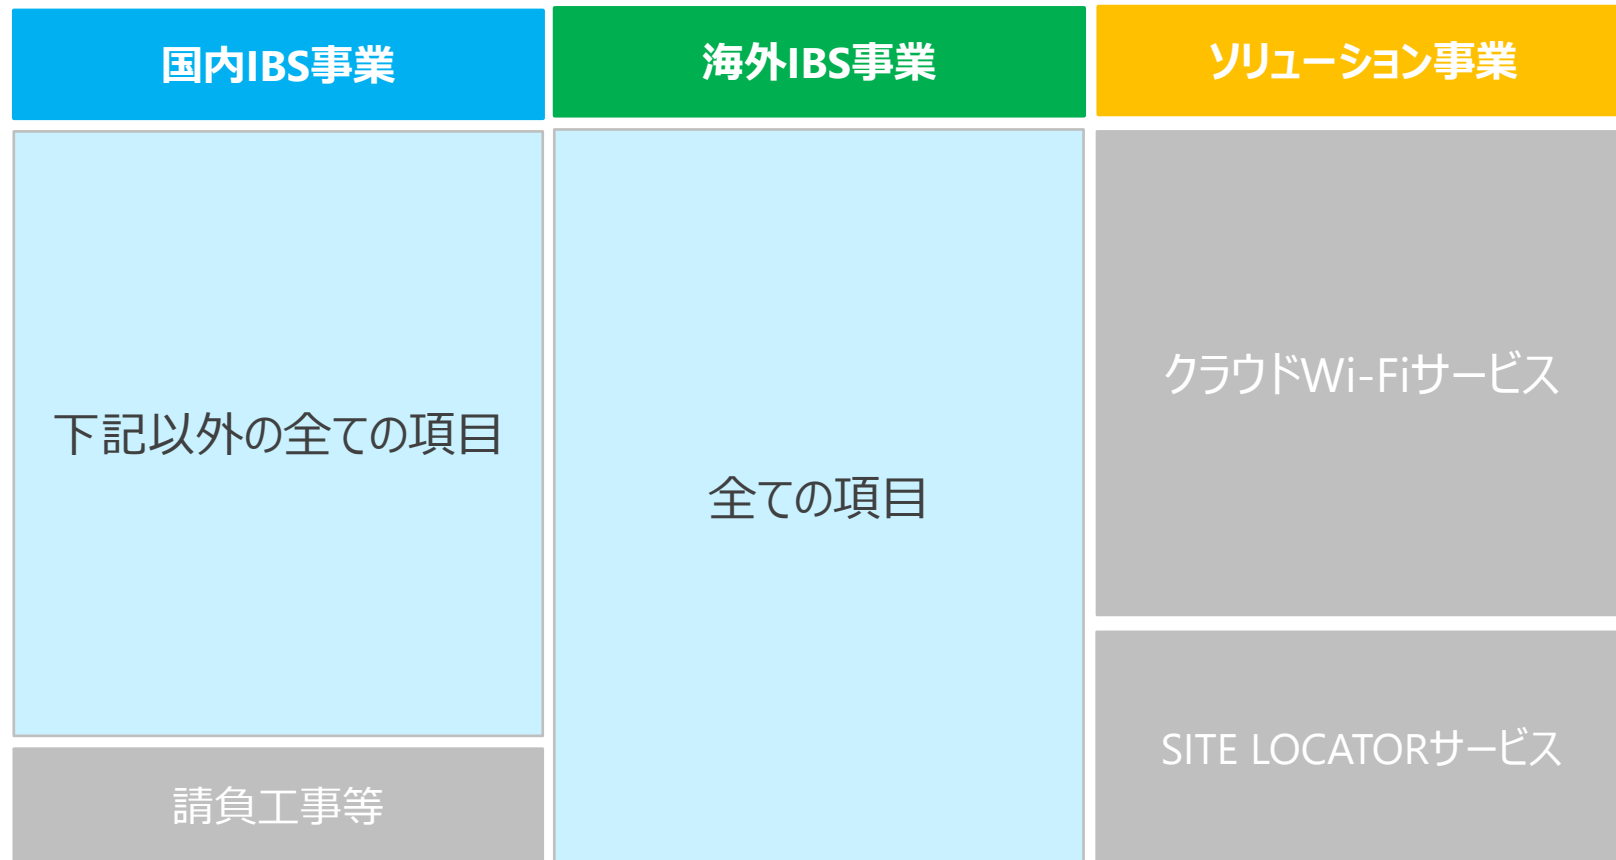 国内IBS事業
海外IBS事業
ソリューション事業
下記以外の全ての項目
請負工事等
全ての項目
クラウドWi-Fiサービス
SITE LOCATORサービス